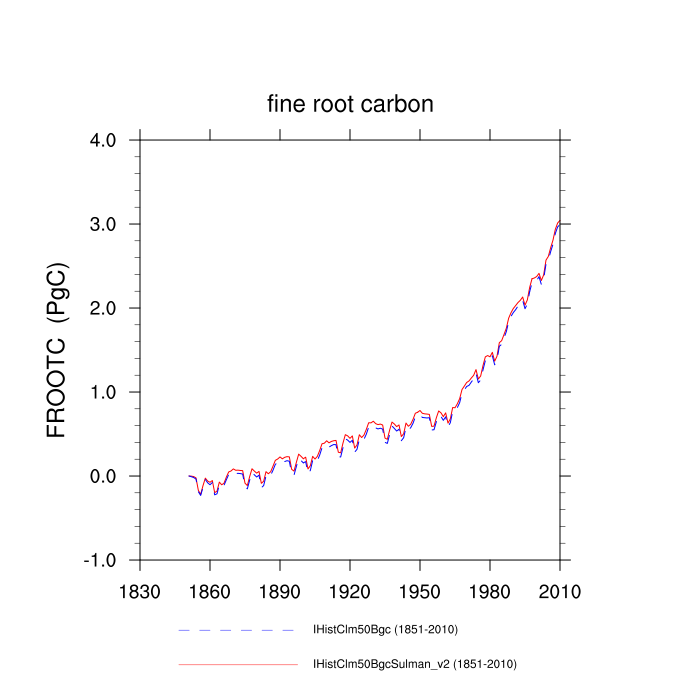 fine root carbon
4.0
3.0
2.0
1.0
0.0
-1.0
FROOTC (PgC)
1830 1860 1890 1920 1950 1980 2010
IHistClm50Bgc (1851-2010)
IHistClm50BgcSulman_v2 (1851-2010)